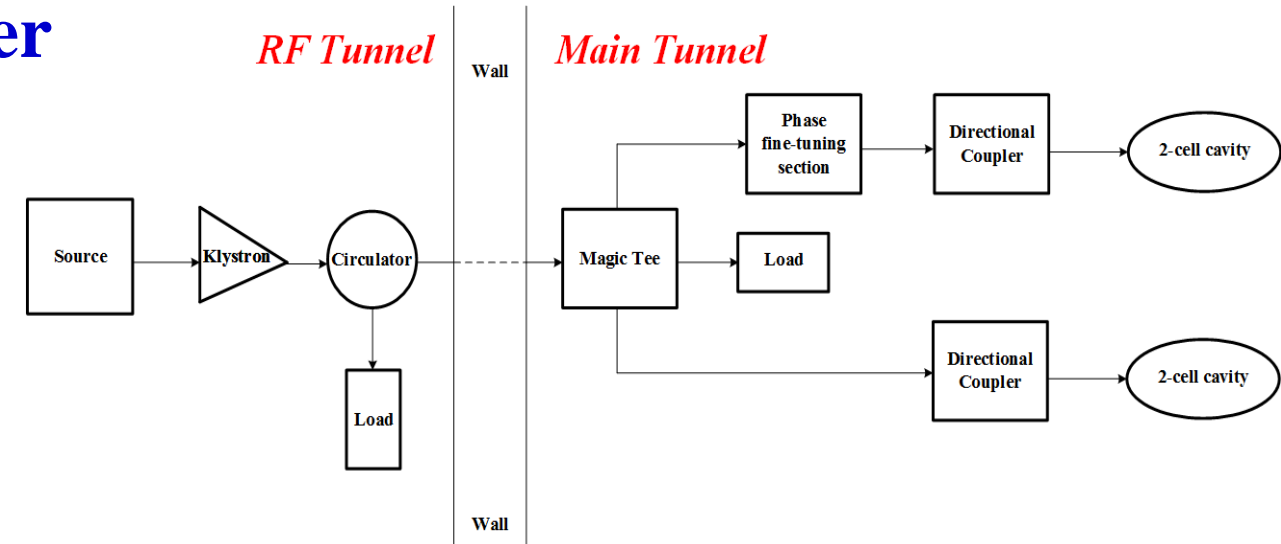 er
RF Tunnel
Wall
Main Tunnel
Phase
fine-tuning
section
Directional
Coupler
2-cell cavity
Source
Klystron
Circulator
Magic Tee
Load
Load
Directional
Coupler
2-cell cavity
Wall